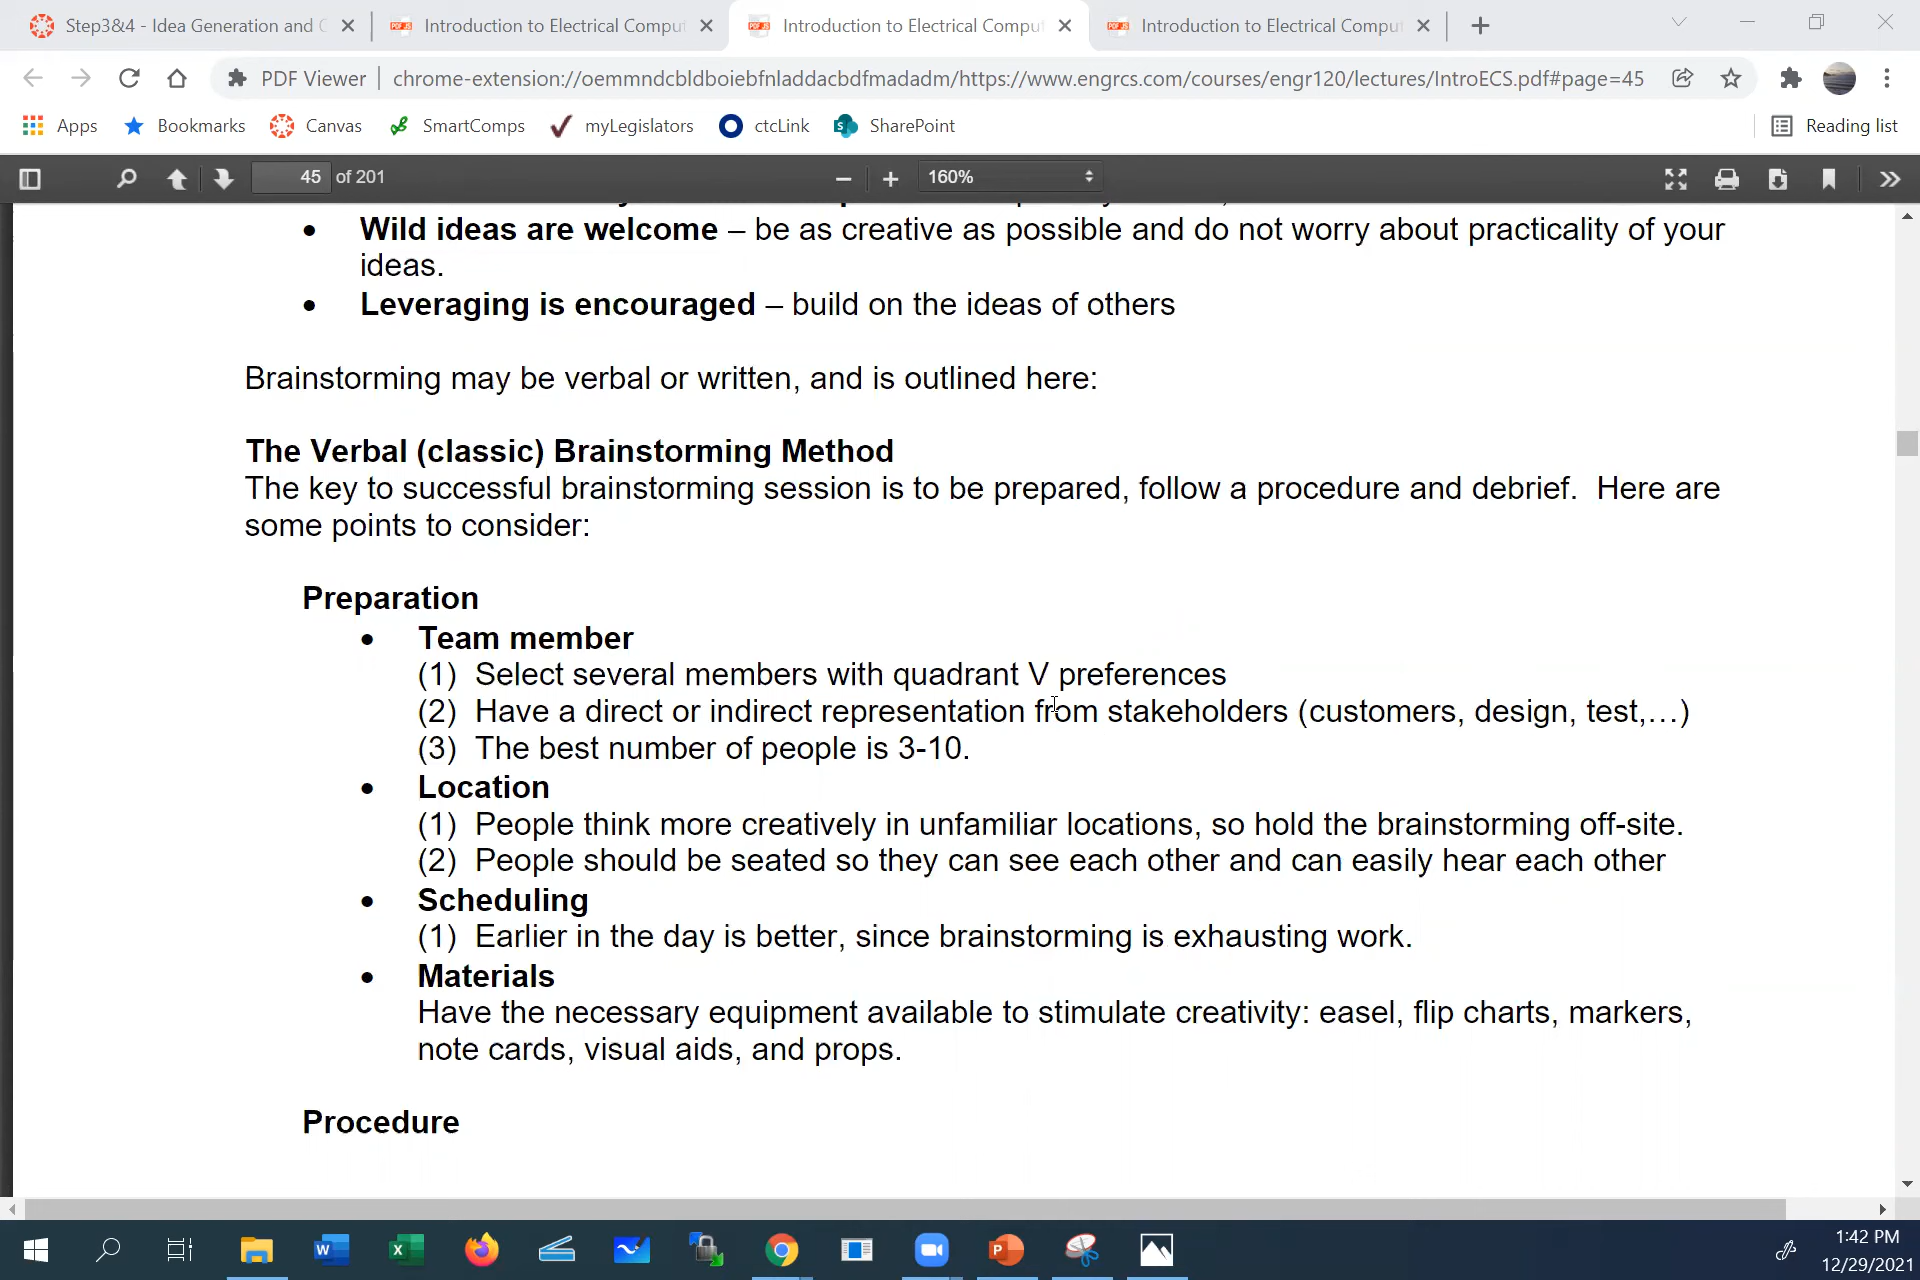 Step3&4 - Idea Generation and
Introduction to Electrical Comput
Introduction to Electrical Comput
Introduction to Electrical Comput
PDF Viewer
chrome-extension://oemmndcbldboiebfnladdacbdfmadadm/https://www.engrcs.com/courses/engr120/lectures/IntroECS.pdf#page=45
Apps
Bookmarks
Canvas
SmartComps
myLegislators
ctcLink
SharePoint
Reading list
45 of 201
160%
• Wild ideas are welcome – be as creative as possible and do not worry about practicality of your
ideas.
• Leveraging is encouraged – build on the ideas of others
Brainstorming may be verbal or written, and is outlined here:
The Verbal (classic) Brainstorming Method
The key to successful brainstorming session is to be prepared, follow a procedure and debrief.  Here are
some points to consider:
Preparation
• Team member
(1) Select several members with quadrant V preferences
(2) Have a direct or indirect representation from stakeholders (customers, design, test,…)
(3) The best number of people is 3-10.
• Location
(1) People think more creatively in unfamiliar locations, so hold the brainstorming off-site.
(2) People should be seated so they can see each other and can easily hear each other
• Scheduling
(1) Earlier in the day is better, since brainstorming is exhausting work.
• Materials
Have the necessary equipment available to stimulate creativity: easel, flip charts, markers,
note cards, visual aids, and props.
Procedure
1:42 PM
12/29/2021